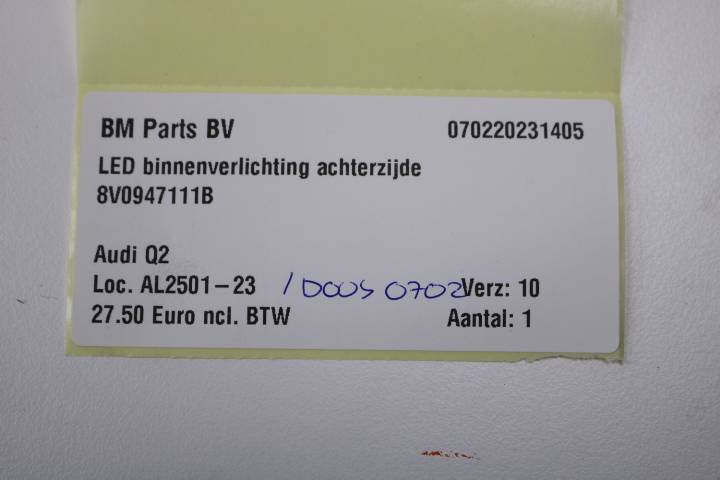 BM Parts BV 070220231405
LED binnenverlichting achterzijde
8V0947111B
Audi Q2
Loc. AL2501-23 / DOOS 0702 Verz: 10
27.50 Euro ncl. BTW Aantal: 1